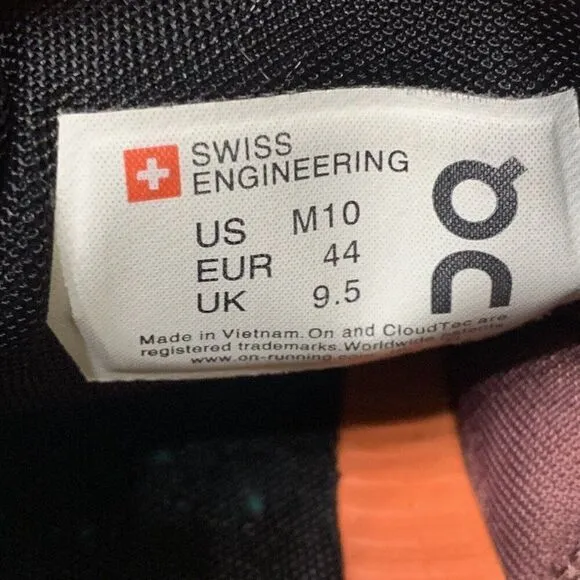 SWISS
ENGINEERING
US M10
EUR 44
UK 9.5
Made in Vietnam. On and CloudTec are
registered trademarks. Worldwide patents
www.on-running